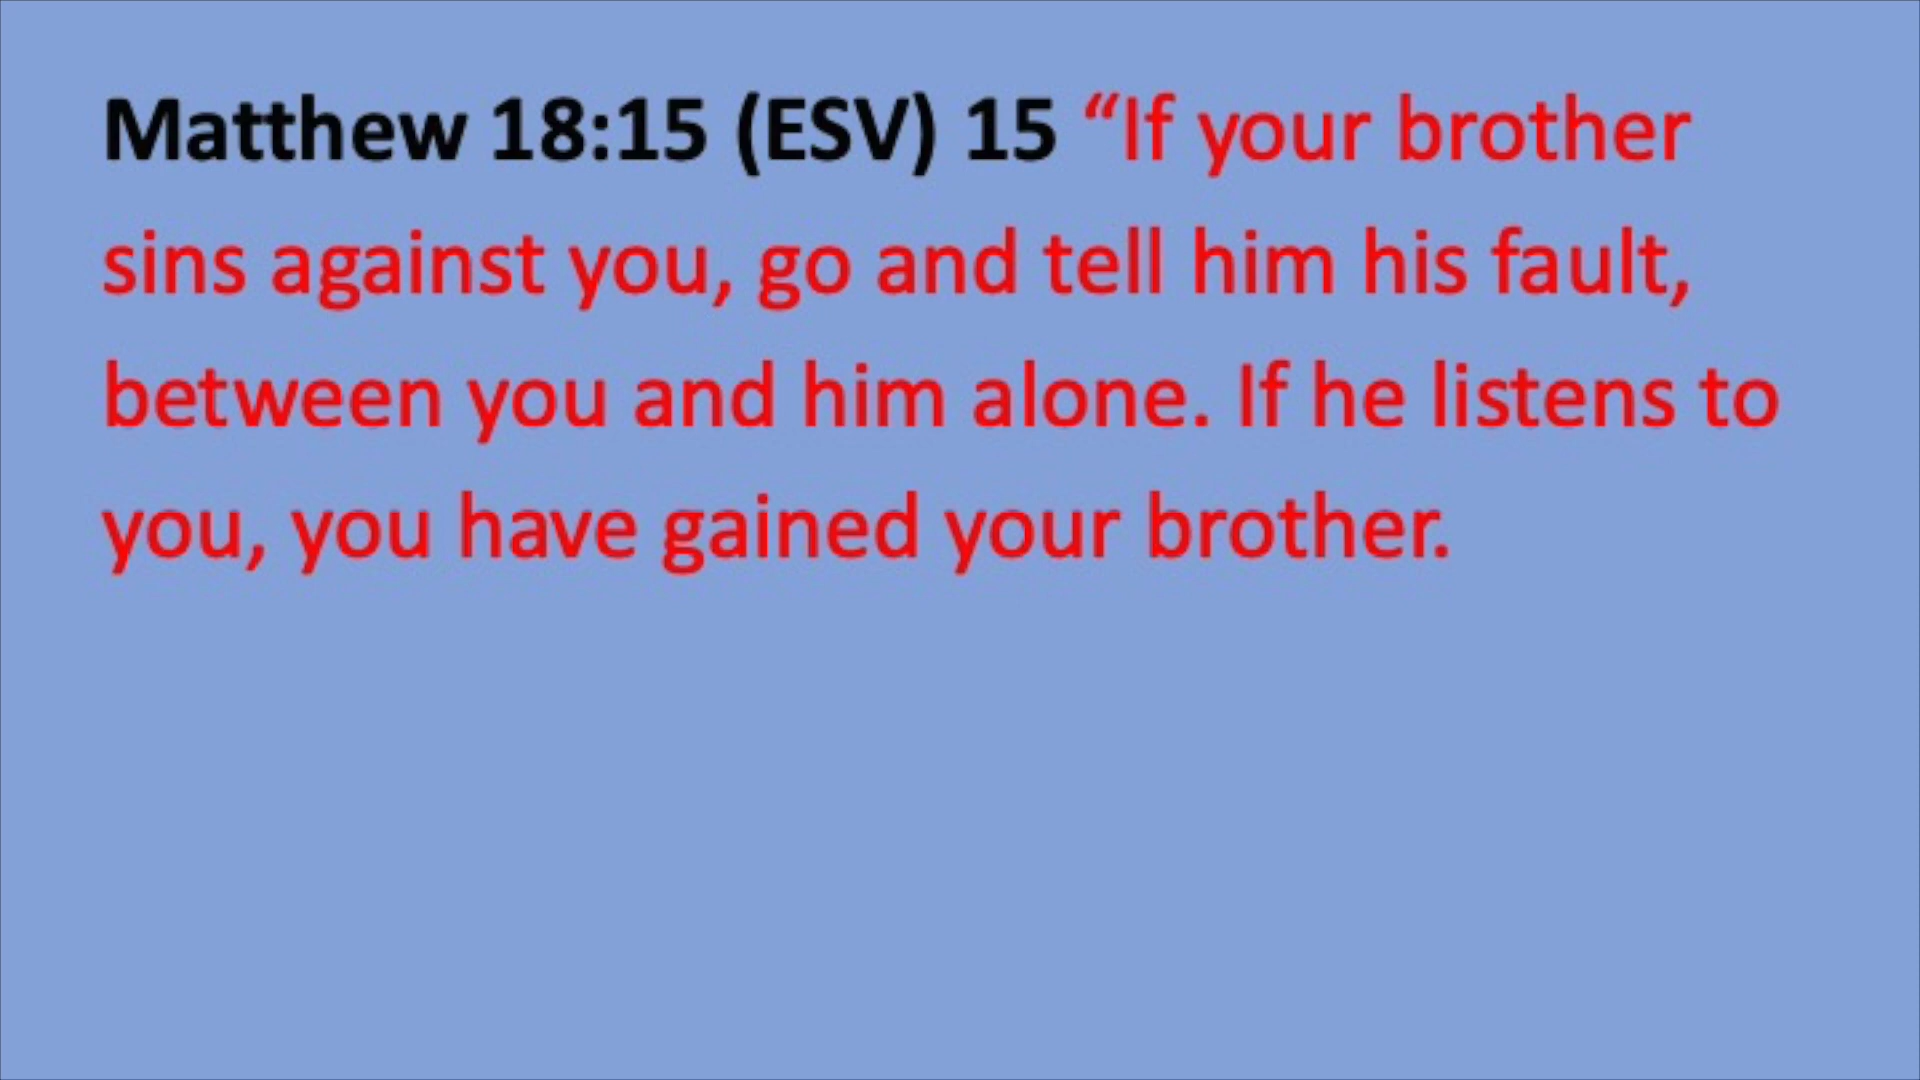 Matthew 18:15 (ESV) 15 “If your brother
sins against you, go and tell him his fault,
between you and him alone. If he listens to
you, you have gained your brother.